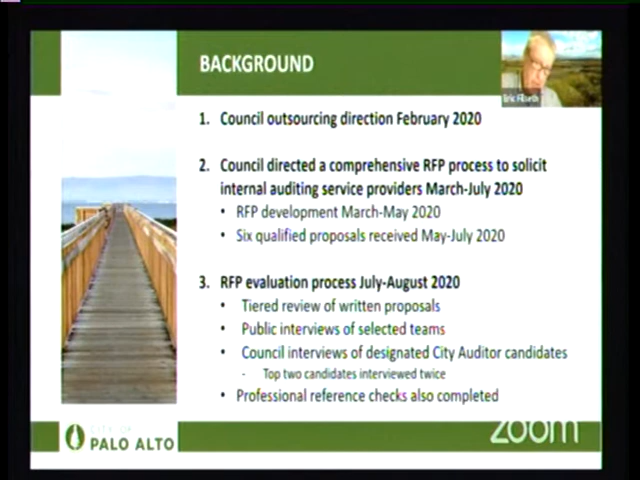 BACKGROUND
1. Council outsourcing direction February 2020
2. Council directed a comprehensive RFP process to solicit
internal auditing service providers March-July 2020
• RFP development March-May 2020
• Six qualified proposals received May-July 2020
3. RFP evaluation process July-August 2020
• Tiered review of written proposals
• Public interviews of selected teams
• Council interviews of designated City Auditor candidates
- Top two candidates interviewed twice
• Professional reference checks also completed
CITY OF
PALO ALTO
zoom